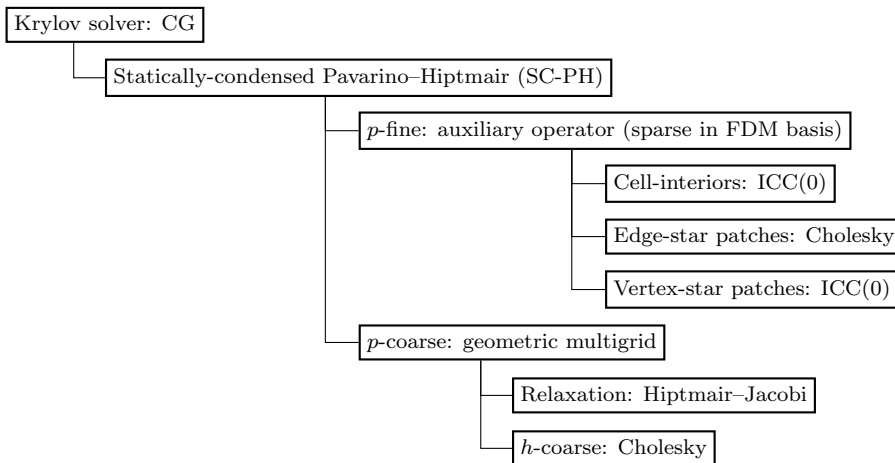 Krylov solver: CG
Statically-condensed Pavarino–Hiptmair (SC-PH)
p-fine: auxiliary operator (sparse in FDM basis)
Cell-interiors: ICC(0)
Edge-star patches: Cholesky
Vertex-star patches: ICC(0)
p-coarse: geometric multigrid
Relaxation: Hiptmair–Jacobi
h-coarse: Cholesky